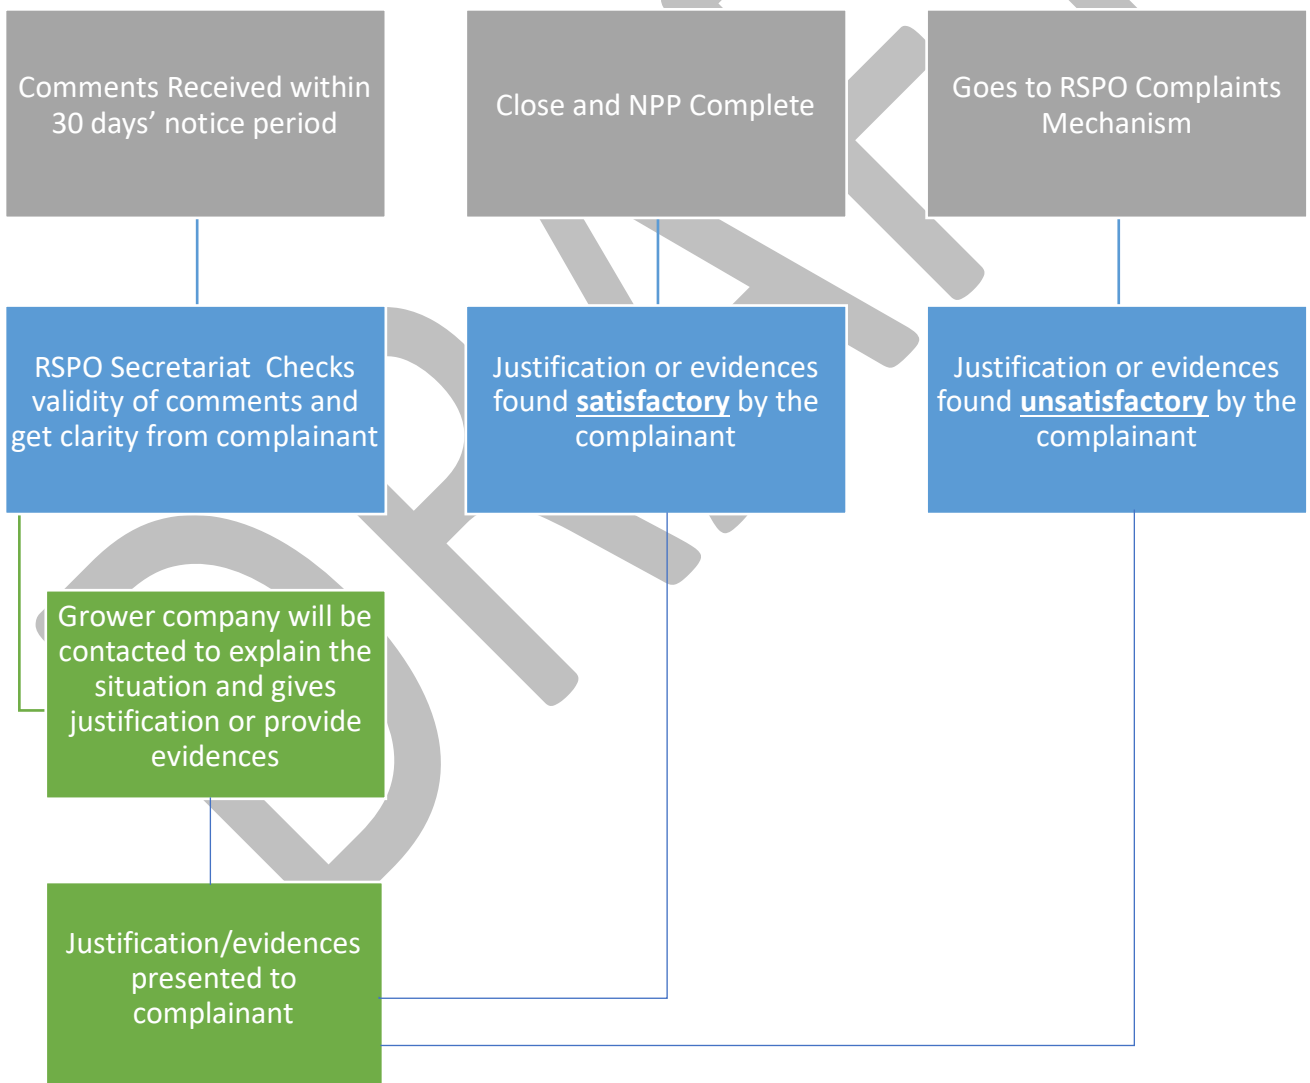 Comments Received within
30 days’ notice period
Close and NPP Complete
Goes to RSPO Complaints
Mechanism
RSPO Secretariat  Checks
validity of comments and
get clarity from complainant
Justification or evidences
found satisfactory by the
complainant
Justification or evidences
found unsatisfactory by the
complainant
Grower company will be
contacted to explain the
situation and gives
justification or provide
evidences
Justification/evidences
presented to
complainant